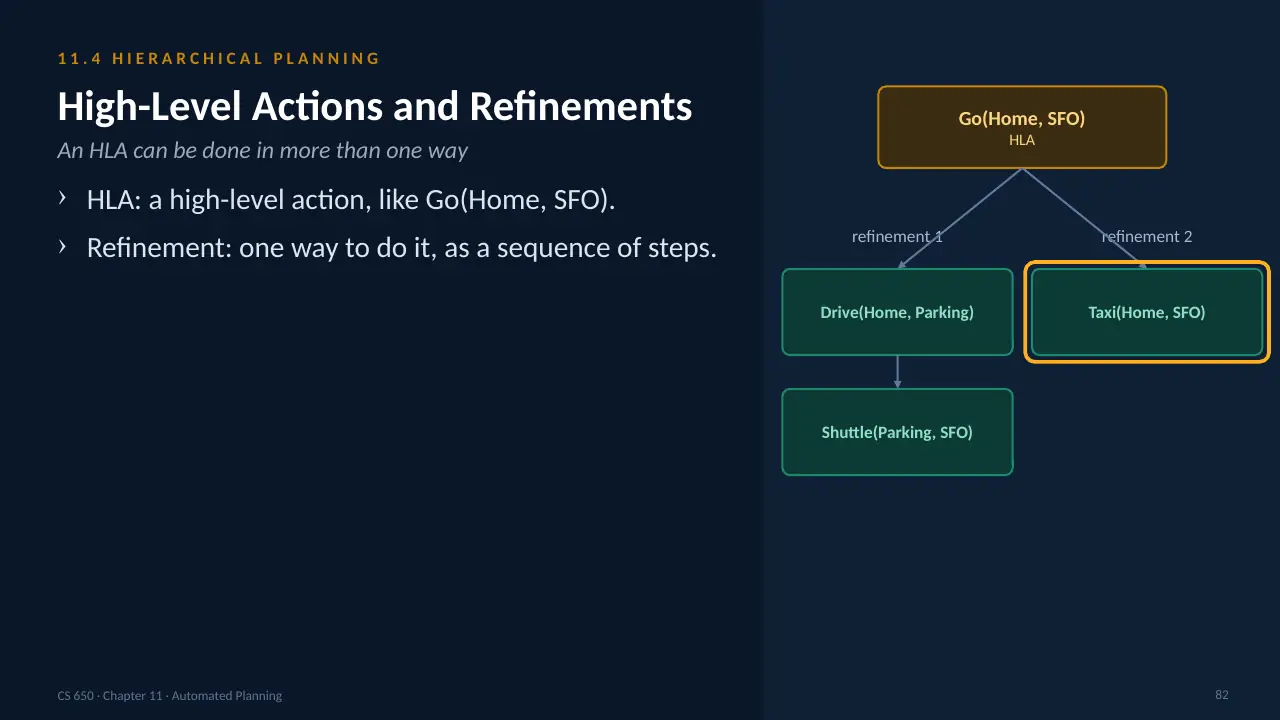 11.4 HIERARCHICAL PLANNING
High-Level Actions and Refinements
An HLA can be done in more than one way
› HLA: a high-level action, like Go(Home, SFO).
› Refinement: one way to do it, as a sequence of steps.
Go(Home, SFO)
HLA
refinement 1
refinement 2
Drive(Home, Parking)
Taxi(Home, SFO)
Shuttle(Parking, SFO)
CS 650 · Chapter 11 · Automated Planning
82